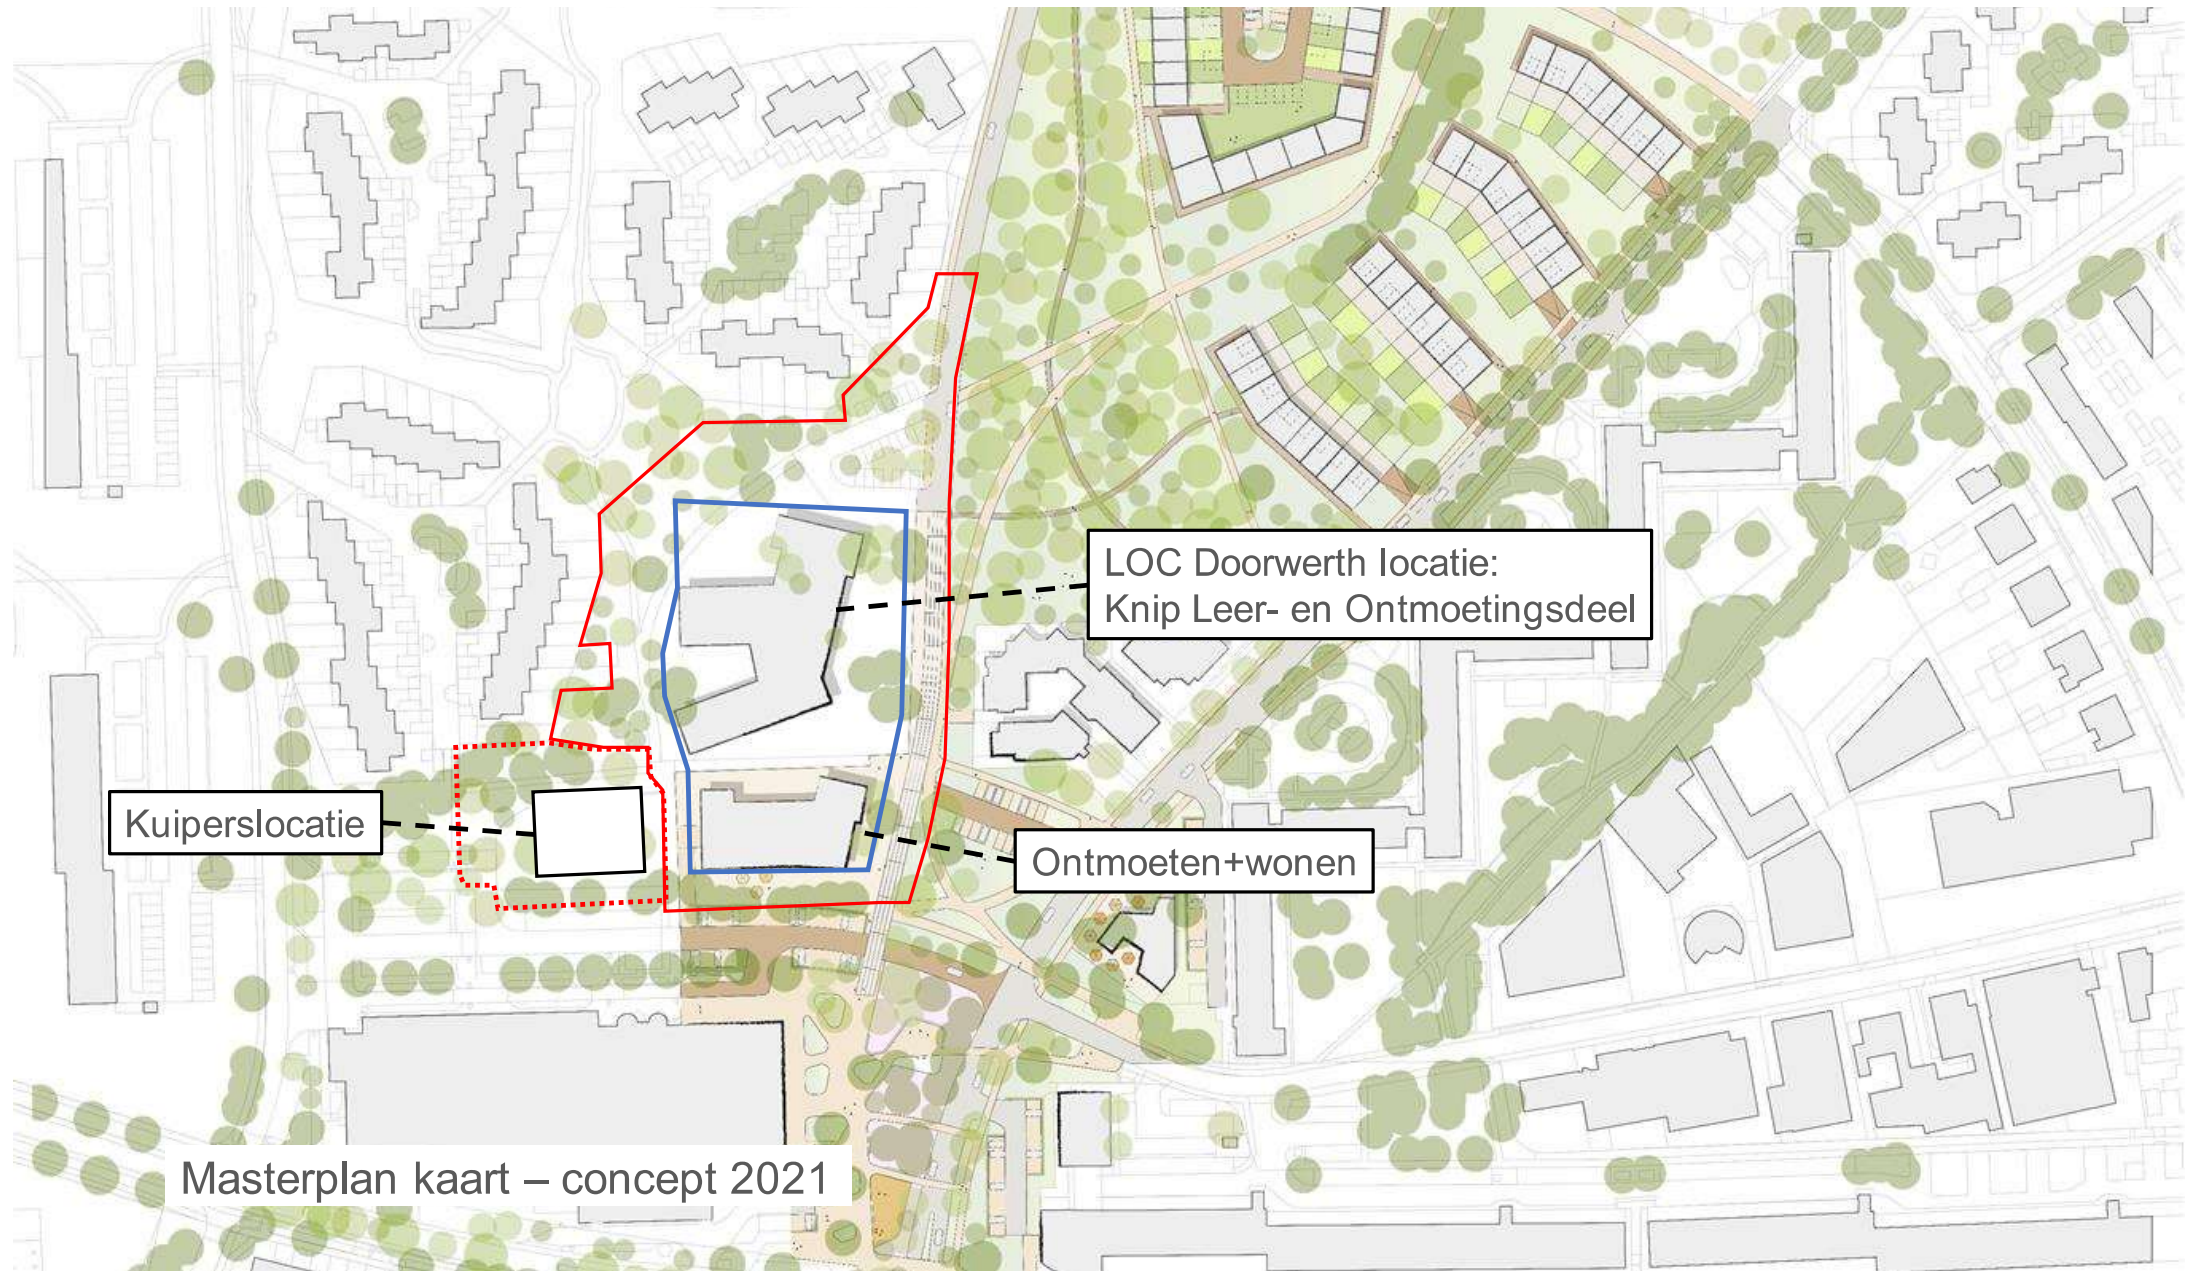 LOC Doorwerth locatie:
Knip Leer- en Ontmoetingsdeel
Kuiperslocatie
Ontmoeten+wonen
Masterplan kaart – concept 2021